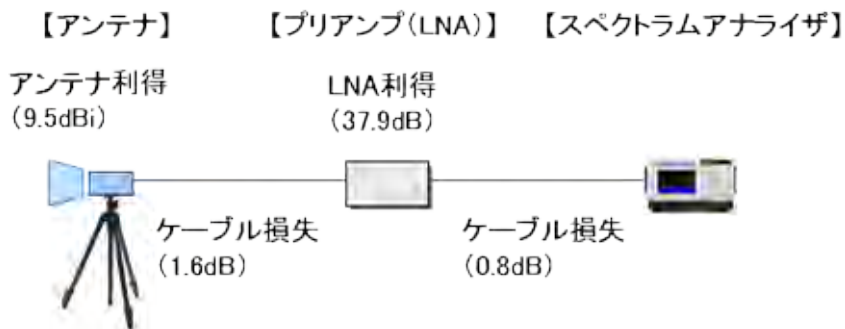 【アンテナ】 【プリアンプ(LNA)】 【スペクトラムアナライザ】
アンテナ利得
(9.5dBi)
LNA利得
(37.9dB)
ケーブル損失
(1.6dB)
ケーブル損失
(0.8dB)